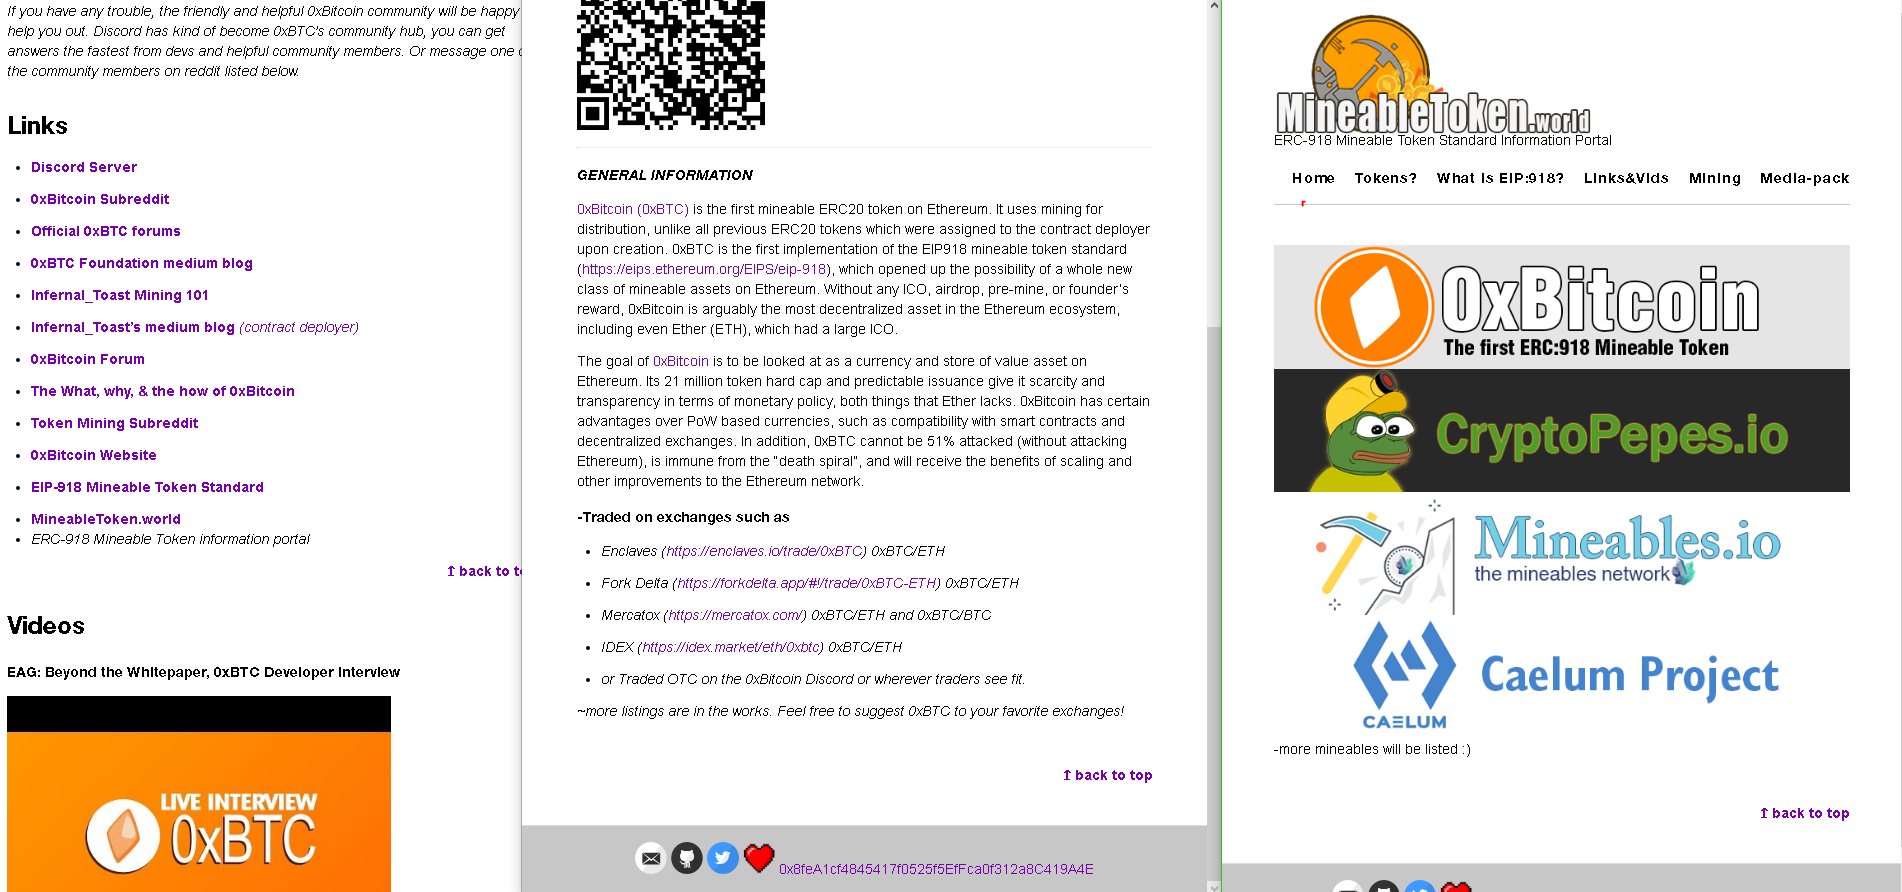 If you have any trouble, the friendly and helpful 0xBitcoin community will be happy
help you out. Discord has kind of become 0xBTC's community hub, you can get
answers the fastest from devs and helpful community members. Or message one
the community members on reddit listed below.
Links
Discord Server
0xBitcoin Subreddit
Official 0xBTC forums
0xBTC Foundation medium blog
Infernal_Toast Mining 101
Infernal_Toast's medium blog (contract deployer)
0xBitcoin Forum
The What, why, & the how of 0xBitcoin
Token Mining Subreddit
0xBitcoin Website
EIP-918 Mineable Token Standard
MineableToken.world
ERC-918 Mineable Token information portal
↥ back to to
Videos
EAG: Beyond the Whitepaper, 0xBTC Developer Interview
LIVE INTERVIEW
0xBTC
GENERAL INFORMATION
0xBitcoin (0xBTC) is the first mineable ERC20 token on Ethereum. It uses mining for
distribution, unlike all previous ERC20 tokens which were assigned to the contract deployer
upon creation. 0xBTC is the first implementation of the EIP918 mineable token standard
(https://eips.ethereum.org/EIPS/eip-918), which opened up the possibility of a whole new
class of mineable assets on Ethereum. Without any ICO, airdrop, pre-mine, or founder's
reward, 0xBitcoin is arguably the most decentralized asset in the Ethereum ecosystem,
including even Ether (ETH), which had a large ICO.
The goal of 0xBitcoin is to be looked at as a currency and store of value asset on
Ethereum. Its 21 million token hard cap and predictable issuance give it scarcity and
transparency in terms of monetary policy, both things that Ether lacks. 0xBitcoin has certain
advantages over PoW based currencies, such as compatibility with smart contracts and
decentralized exchanges. In addition, 0xBTC cannot be 51% attacked (without attacking
Ethereum), is immune from the "death spiral", and will receive the benefits of scaling and
other improvements to the Ethereum network.
-Traded on exchanges such as
Enclaves (https://enclaves.io/trade/0xBTC) 0xBTC/ETH
Fork Delta (https://forkdelta.app/#!/trade/0xBTC-ETH) 0xBTC/ETH
Mercatox (https://mercatox.com/) 0xBTC/ETH and 0xBTC/BTC
IDEX (https://idex.market/eth/0xbtc) 0xBTC/ETH
or Traded OTC on the 0xBitcoin Discord or wherever traders see fit.
~more listings are in the works. Feel free to suggest 0xBTC to your favorite exchanges!
↥ back to top
0x8feA1cf4845417f0525f5EfFca0f312a8C419A4E
MineableToken.world
ERC-918 Mineable Token Standard Information Portal
Home Tokens? What is EIP:918? Links&Vids Mining Media-pack
0xBitcoin
The first ERC:918 Mineable Token
CryptoPepes.io
Mineables.io
the mineables network
Caelum Project
CAELUM
-more mineables will be listed :)
↥ back to top